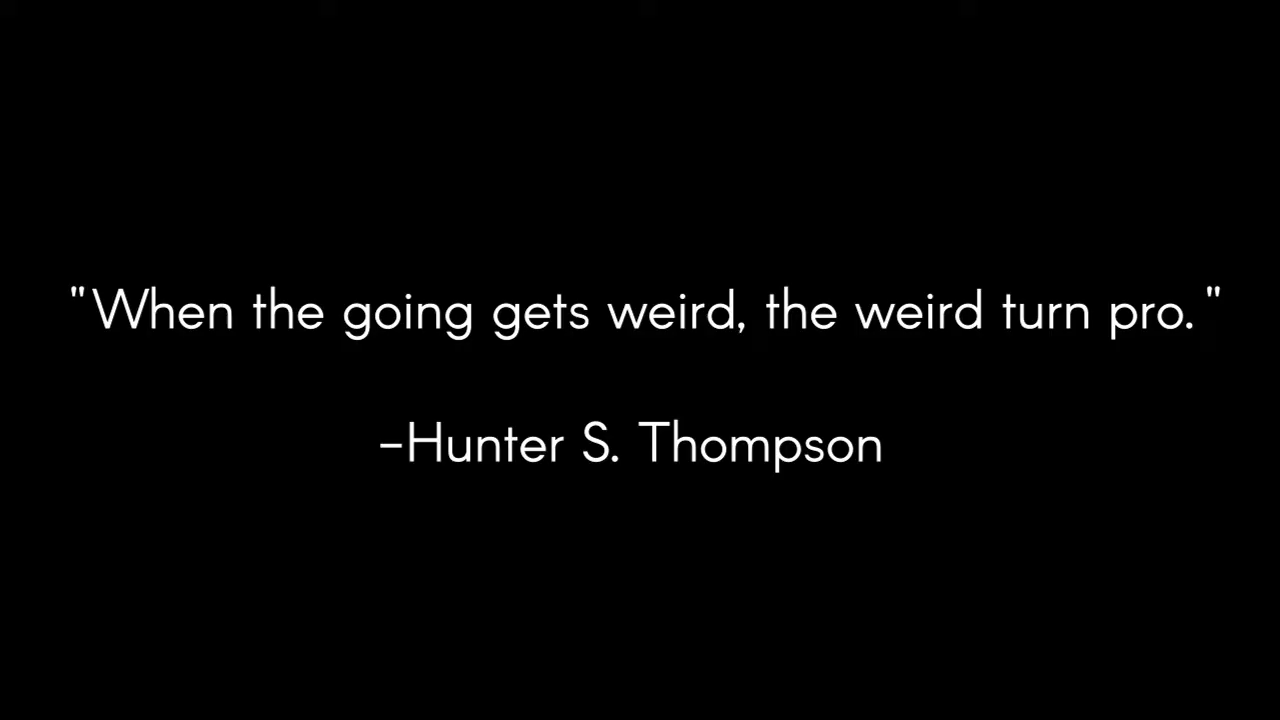 "When the going gets weird, the weird turn pro."
-Hunter S. Thompson